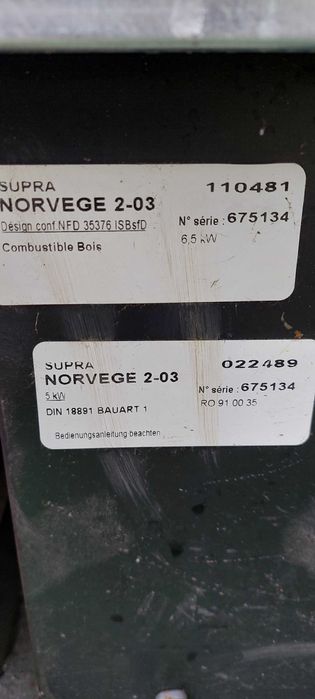 SUPRA 110481
NORVEGE 2-03 N° série : 675134
Désign conf.NFD 35376 ISBsfD 6,5 kW
Combustible Bois
SUPRA 022489
NORVEGE 2-03 N° série : 675134
5 kW RO 91 00 35
DIN 18891 BAUART 1
Bedienungsanleitung beachten